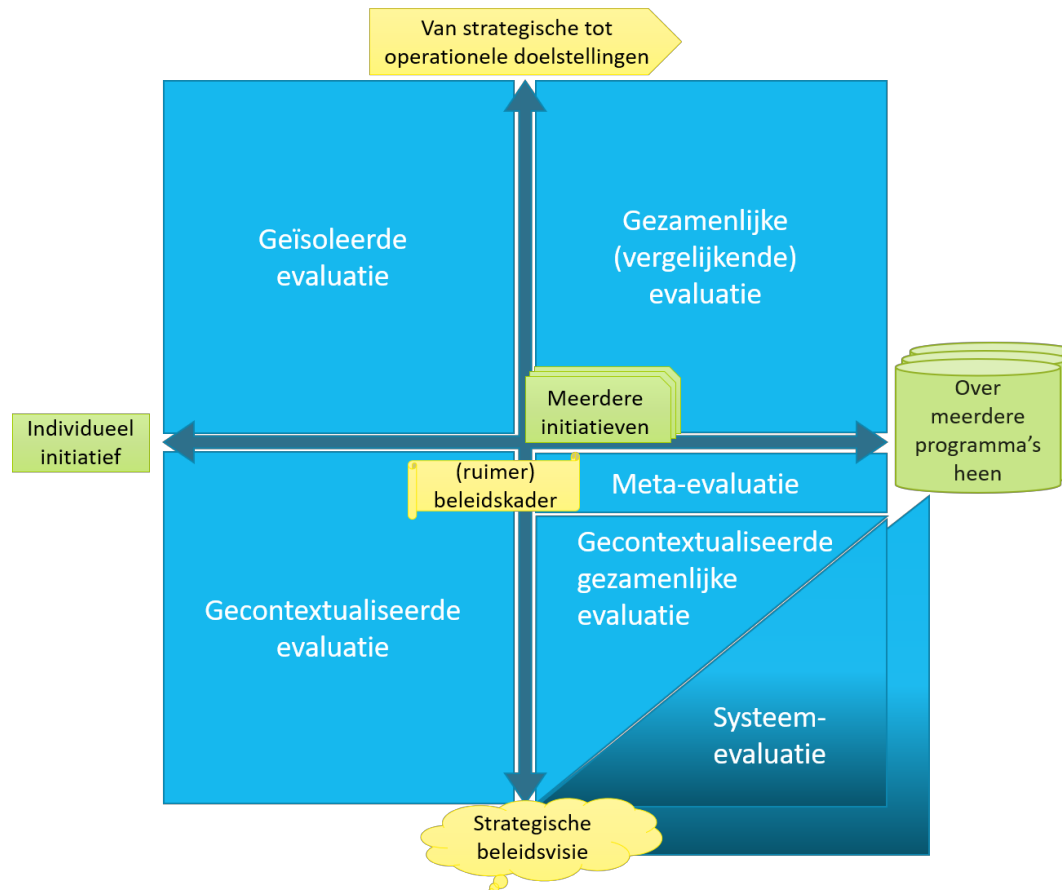 Van strategische tot
operationele doelstellingen
Geïsoleerde
evaluatie
Gezamenlijke
(vergelijkende)
evaluatie
Individueel
initiatief
Meerdere
initiatieven
Over
meerdere
programma's
heen
(ruimer)
beleidskader
Meta-evaluatie
Gecontextualiseerde
evaluatie
Gecontextualiseerde
gezamenlijke
evaluatie
Systeem-
evaluatie
Strategische
beleidsvisie